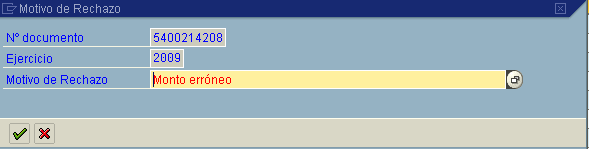 Motivo de Rechazo
Nº documento 5400214208
Ejercicio 2009
Motivo de Rechazo Monto erróneo